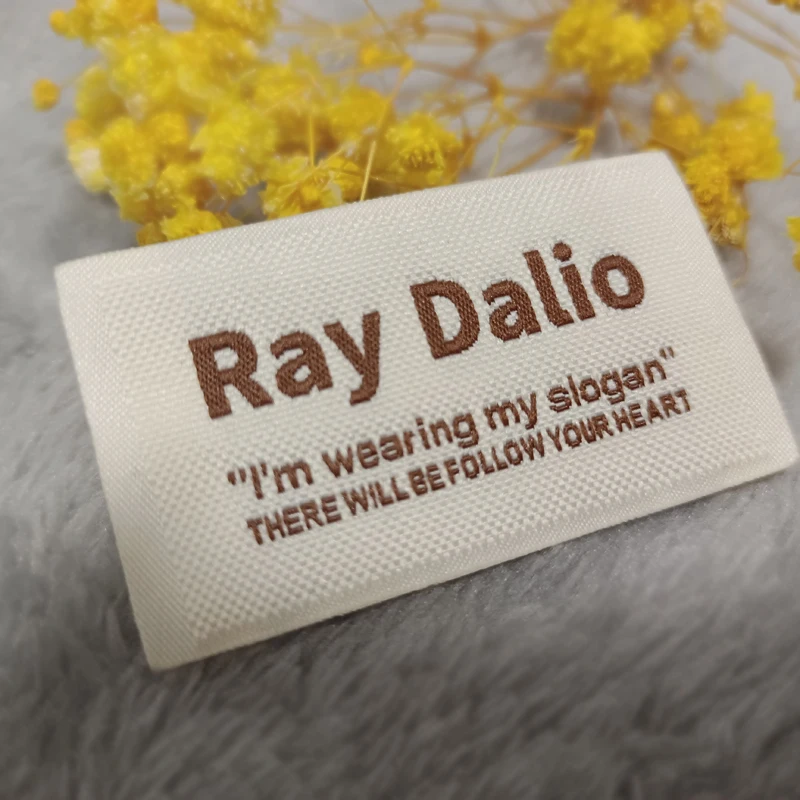 Ray Dalio
"I'm wearing my slogan"
THERE WILL BE FOLLOW YOUR HEART